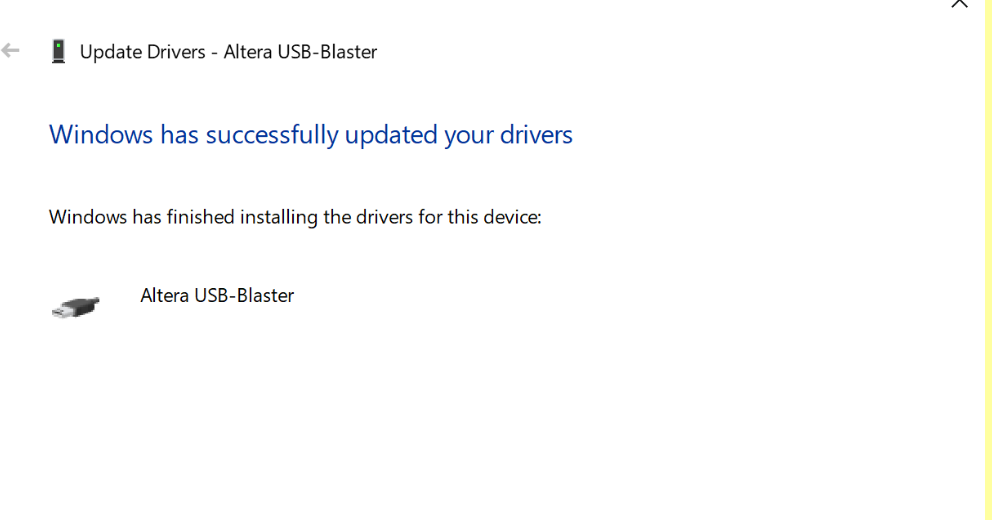 Update Drivers - Altera USB-Blaster
Windows has successfully updated your drivers
Windows has finished installing the drivers for this device:
Altera USB-Blaster